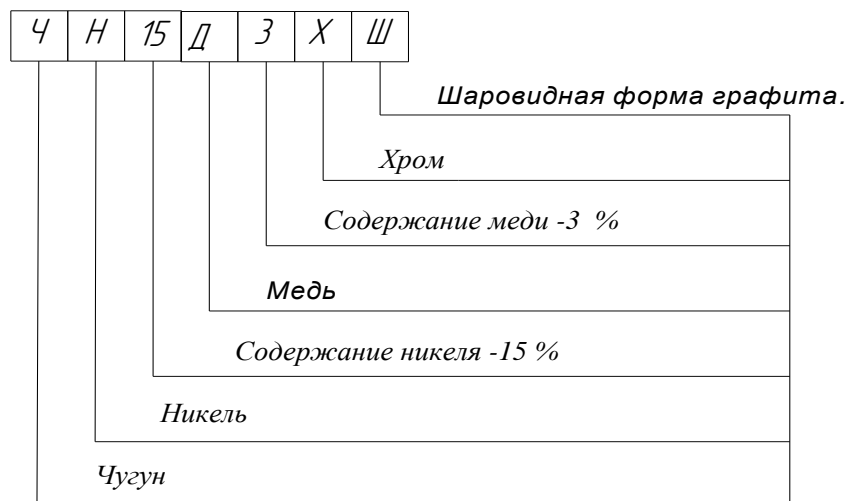 Ч Н 15 Д 3 Х Ш
Шаровидная форма графита.
Хром
Содержание меди -3 %
Медь
Содержание никеля -15 %
Никель
Чугун